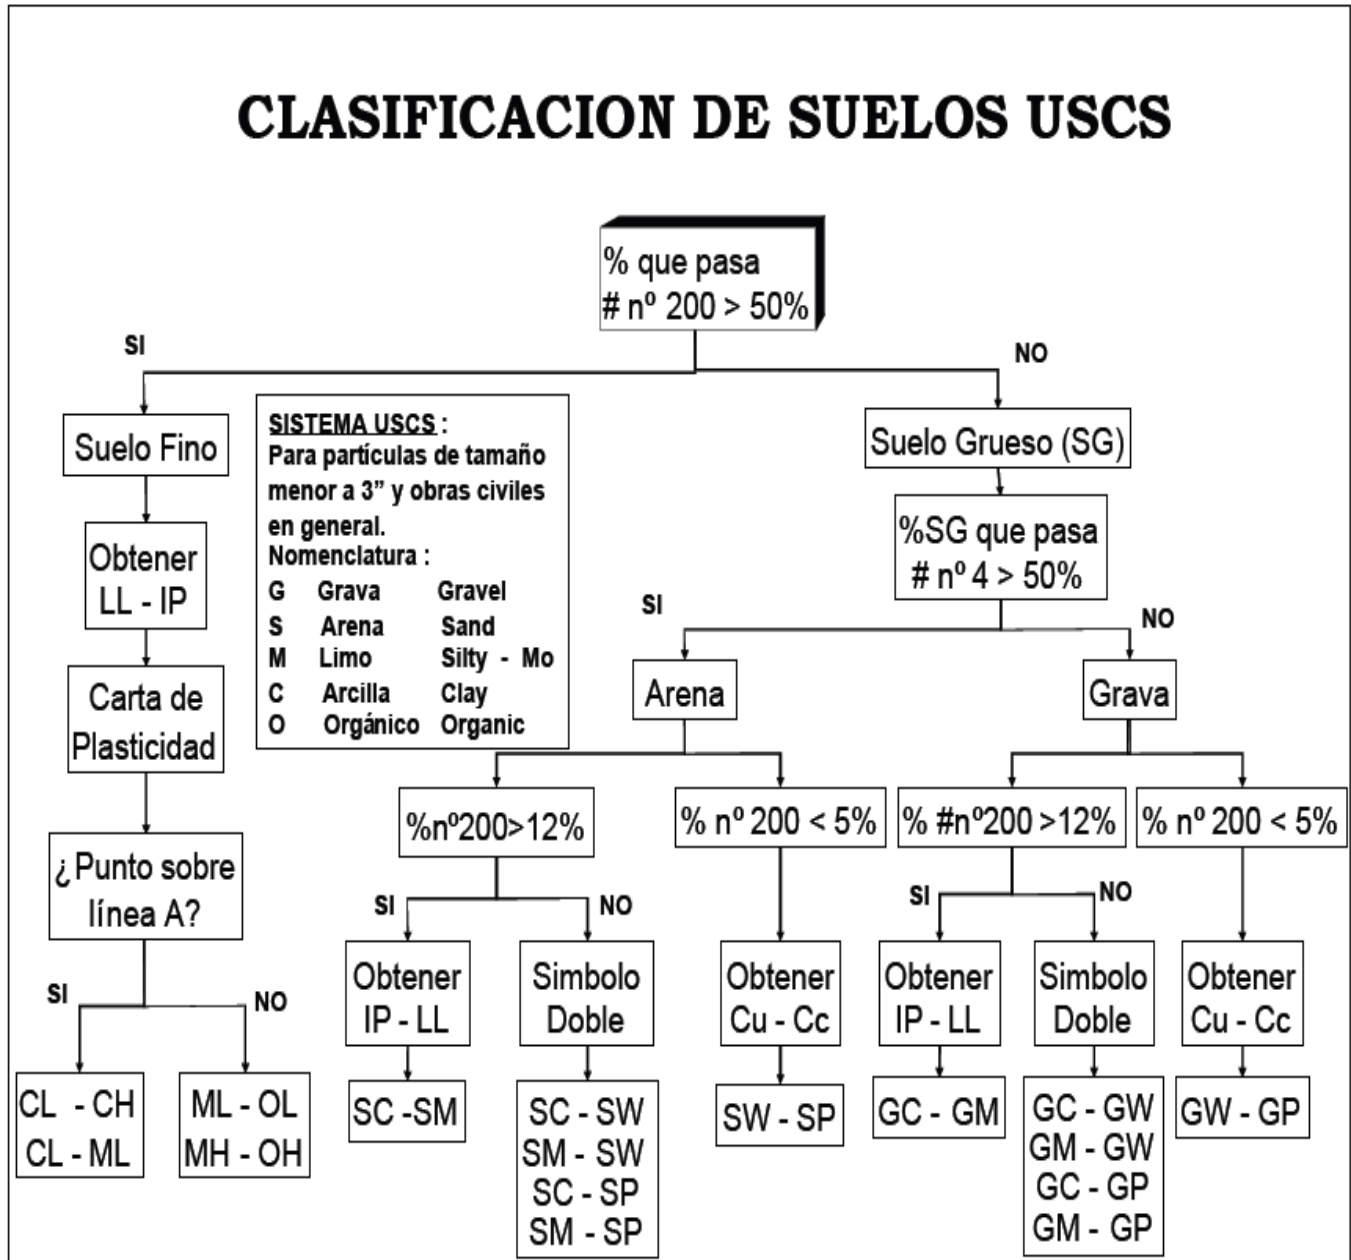 CLASIFICACION DE SUELOS USCS
% que pasa
# nº 200 > 50%
SI
NO
Suelo Fino
Obtener
LL - IP
Carta de
Plasticidad
¿Punto sobre
línea A?
SI
NO
CL - CH
CL - ML
ML - OL
MH - OH
SISTEMA USCS :
Para partículas de tamaño
menor a 3” y obras civiles
en general.
Nomenclatura :
G Grava Gravel
S Arena Sand
M Limo Silty - Mo
C Arcilla Clay
O Orgánico Organic
Suelo Grueso (SG)
%SG que pasa
# nº 4 > 50%
SI
NO
Arena
Grava
%nº200>12%
% nº 200 < 5%
% #nº200 >12%
% nº 200 < 5%
SI
NO
SI
NO
Obtener
IP - LL
Simbolo
Doble
Obtener
Cu - Cc
Obtener
IP - LL
Simbolo
Doble
Obtener
Cu - Cc
SC -SM
SC - SW
SM - SW
SC - SP
SM - SP
SW - SP
GC - GM
GC - GW
GM - GW
GC - GP
GM - GP
GW - GP